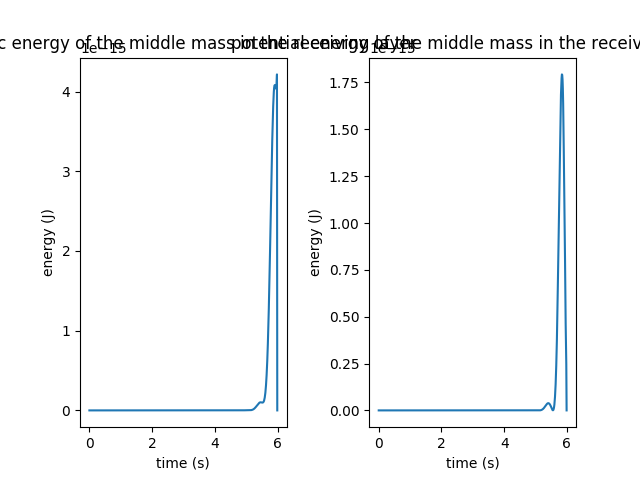 c energy of the middle mass in the receiving layer
potential energy of the middle mass in the receiv
1e−15
4
3
2
1
0
energy (J)
0 2 4 6
time (s)
1.75
1.50
1.25
1.00
0.75
0.50
0.25
0.00
energy (J)
0 2 4 6
time (s)